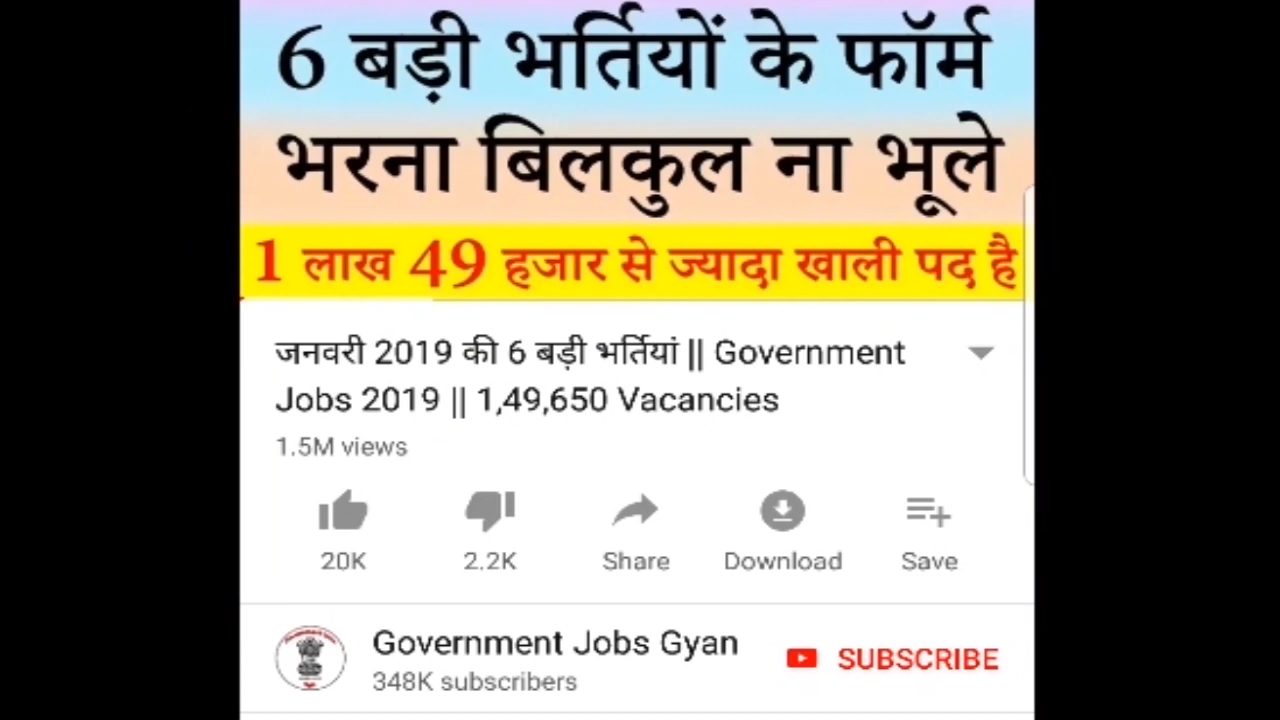 6 बड़ी भर्तियों के फॉर्म
भरना बिलकुल ना भूले
1 लाख 49 हजार से ज्यादा खाली पद है
जनवरी 2019 की 6 बड़ी भर्तियां || Government
Jobs 2019 || 1,49,650 Vacancies
1.5M views
20K 2.2K Share Download Save
Government Jobs Gyan
348K subscribers
SUBSCRIBE